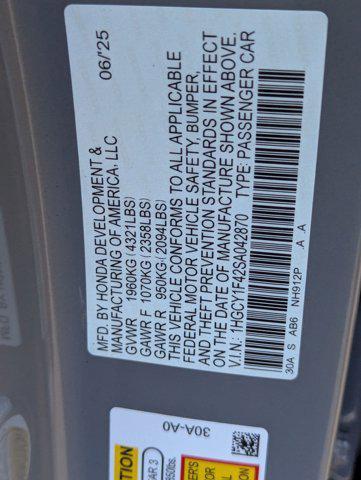 MFD. BY HONDA DEVELOPMENT & 06/25
MANUFACTURING OF AMERICA, LLC
GVWR 1960KG (4321LBS)
GAWR F 1070KG (2358LBS)
GAWR R 950KG (2094LBS)
THIS VEHICLE CONFORMS TO ALL APPLICABLE
FEDERAL MOTOR VEHICLE SAFETY, BUMPER,
AND THEFT PREVENTION STANDARDS IN EFFECT
ON THE DATE OF MANUFACTURE SHOWN ABOVE.
V.I.N: 1HGCY1F42SA042870 TYPE: PASSENGER CAR
30A S AB6 NH912P A A
30A-A0